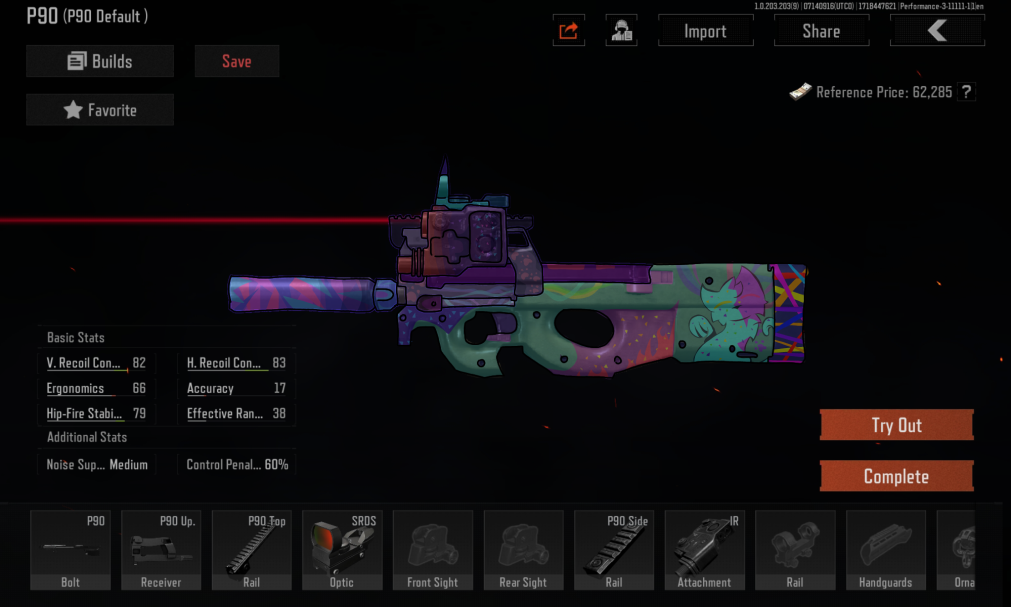 1.0.203.203(9) | 07140916(UTC0) | 1718447621 | Performance-3-11111-1|1|en
P90 (P90 Default )
Import
Share
Builds
Save
Reference Price: 62,285 ?
Favorite
Basic Stats
V. Recoil Con... 82
H. Recoil Con... 83
Ergonomics 66
Accuracy 17
Hip-Fire Stabi... 79
Effective Ran... 38
Additional Stats
Noise Sup... Medium
Control Penal... 60%
Try Out
Complete
P90
Bolt
P90 Up.
Receiver
P90 Top
Rail
SRDS
Optic
Front Sight
Rear Sight
P90 Side
Rail
IR
Attachment
Rail
Handguards
Orna